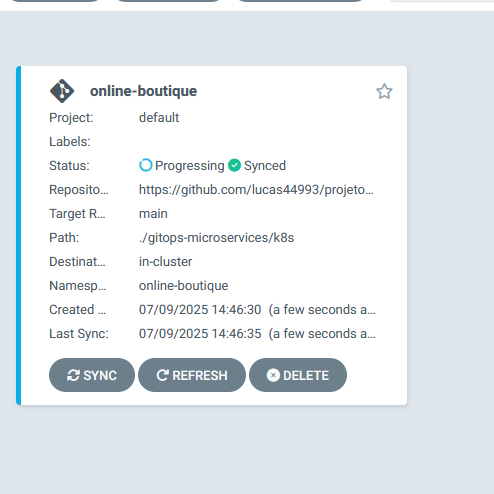 online-boutique
Project: default
Labels:
Status: Progressing Synced
Reposito... https://github.com/lucas44993/projeto...
Target R... main
Path: ./gitops-microservices/k8s
Destinat... in-cluster
Namesp... online-boutique
Created ... 07/09/2025 14:46:30 (a few seconds a...
Last Sync: 07/09/2025 14:46:35 (a few seconds a...
SYNC REFRESH DELETE